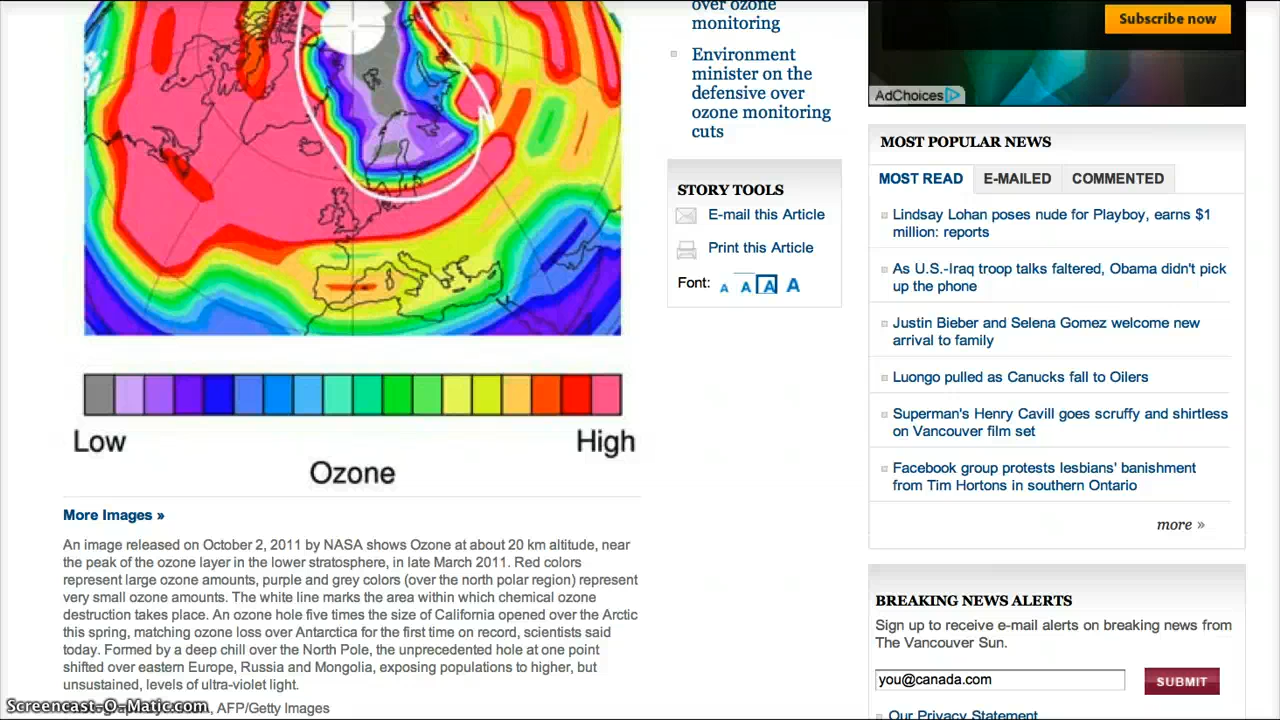 over ozone
monitoring
Environment
minister on the
defensive over
ozone monitoring
cuts
STORY TOOLS
E-mail this Article
Print this Article
Font: A A A A
Low High
Ozone
More Images »
An image released on October 2, 2011 by NASA shows Ozone at about 20 km altitude, near
the peak of the ozone layer in the lower stratosphere, in late March 2011. Red colors
represent large ozone amounts, purple and grey colors (over the north polar region) represent
very small ozone amounts. The white line marks the area within which chemical ozone
destruction takes place. An ozone hole five times the size of California opened over the Arctic
this spring, matching ozone loss over Antarctica for the first time on record, scientists said
today. Formed by a deep chill over the North Pole, the unprecedented hole at one point
shifted over eastern Europe, Russia and Mongolia, exposing populations to higher, but
unsustained, levels of ultra-violet light.
, AFP/Getty Images
Screencast-O-Matic.com
Subscribe now
AdChoices
MOST POPULAR NEWS
MOST READ E-MAILED COMMENTED
Lindsay Lohan poses nude for Playboy, earns $1
million: reports
As U.S.-Iraq troop talks faltered, Obama didn't pick
up the phone
Justin Bieber and Selena Gomez welcome new
arrival to family
Luongo pulled as Canucks fall to Oilers
Superman's Henry Cavill goes scruffy and shirtless
on Vancouver film set
Facebook group protests lesbians' banishment
from Tim Hortons in southern Ontario
more »
BREAKING NEWS ALERTS
Sign up to receive e-mail alerts on breaking news from
The Vancouver Sun.
you@canada.com SUBMIT
Our Privacy Statement